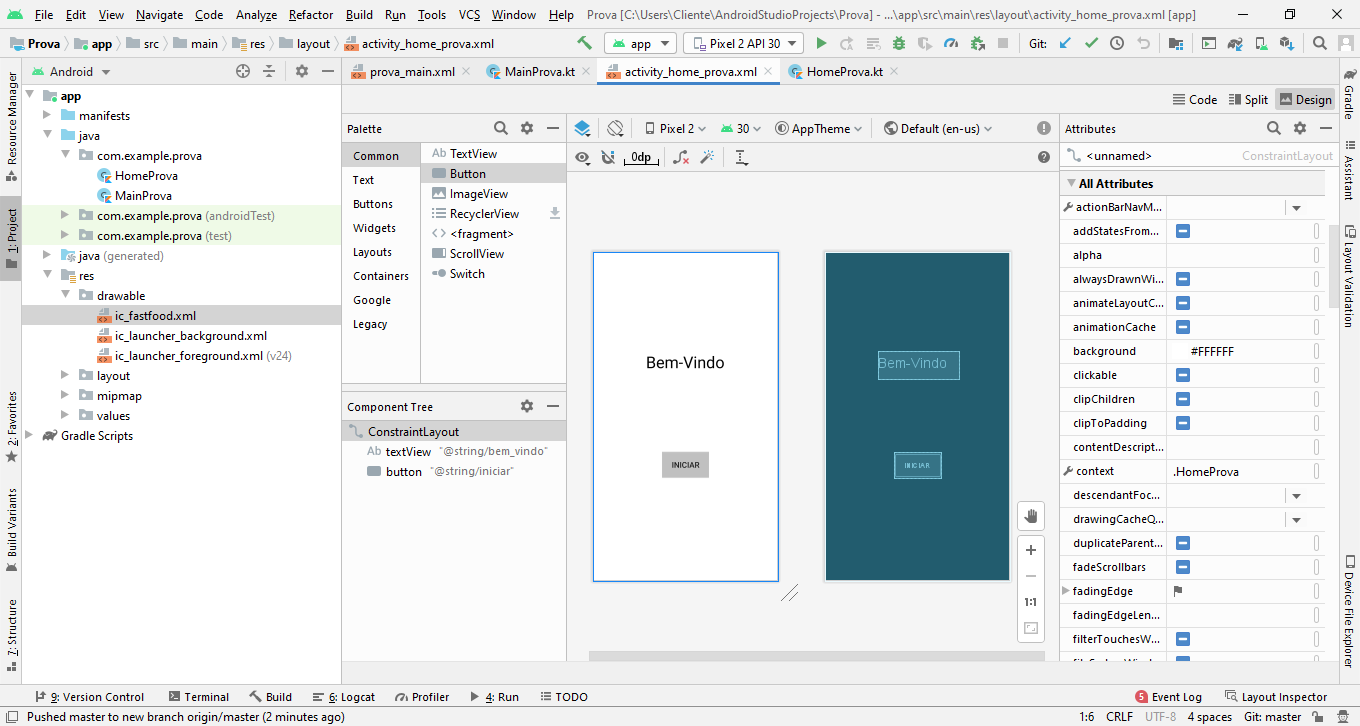 File Edit View Navigate Code Analyze Refactor Build Run Tools VCS Window Help Prova [C:\Users\Cliente\AndroidStudioProjects\Prova] - ...\app\src\main\res\layout\activity_home_prova.xml [app]
Prova app src main res layout activity_home_prova.xml app Pixel 2 API 30 Git:
Android
prova_main.xml MainProva.kt activity_home_prova.xml HomeProva.kt
Code Split Design
Resource Manager
1: Project
2: Favorites
Build Variants
7: Structure
app
manifests
java
com.example.prova
HomeProva
MainProva
com.example.prova (androidTest)
com.example.prova (test)
java (generated)
res
drawable
ic_fastfood.xml
ic_launcher_background.xml
ic_launcher_foreground.xml (v24)
layout
mipmap
values
Gradle Scripts
Palette
Common
Text
Buttons
Widgets
Layouts
Containers
Google
Legacy
Ab TextView
Button
ImageView
RecyclerView
<> <fragment>
ScrollView
Switch
Component Tree
ConstraintLayout
Ab textView "@string/bem_vindo"
button "@string/iniciar"
Pixel 2 30 AppTheme Default (en-us)
0dp
Bem-Vindo
INICIAR
Bem-Vindo
INICIAR
1:1
Attributes
<unnamed> ConstraintLayout
All Attributes
actionBarNavM...
addStatesFrom...
alpha
alwaysDrawnWi...
animateLayoutC...
animationCache
background #FFFFFF
clickable
clipChildren
clipToPadding
contentDescript...
context .HomeProva
descendantFoc...
drawingCacheQ...
duplicateParent...
fadeScrollbars
fadingEdge
fadingEdgeLen...
filterTouchesW...
Gradle
Assistant
Layout Validation
Device File Explorer
9: Version Control Terminal Build 6: Logcat Profiler 4: Run TODO 5 Event Log Layout Inspector
Pushed master to new branch origin/master (2 minutes ago) 1:6 CRLF UTF-8 4 spaces Git: master